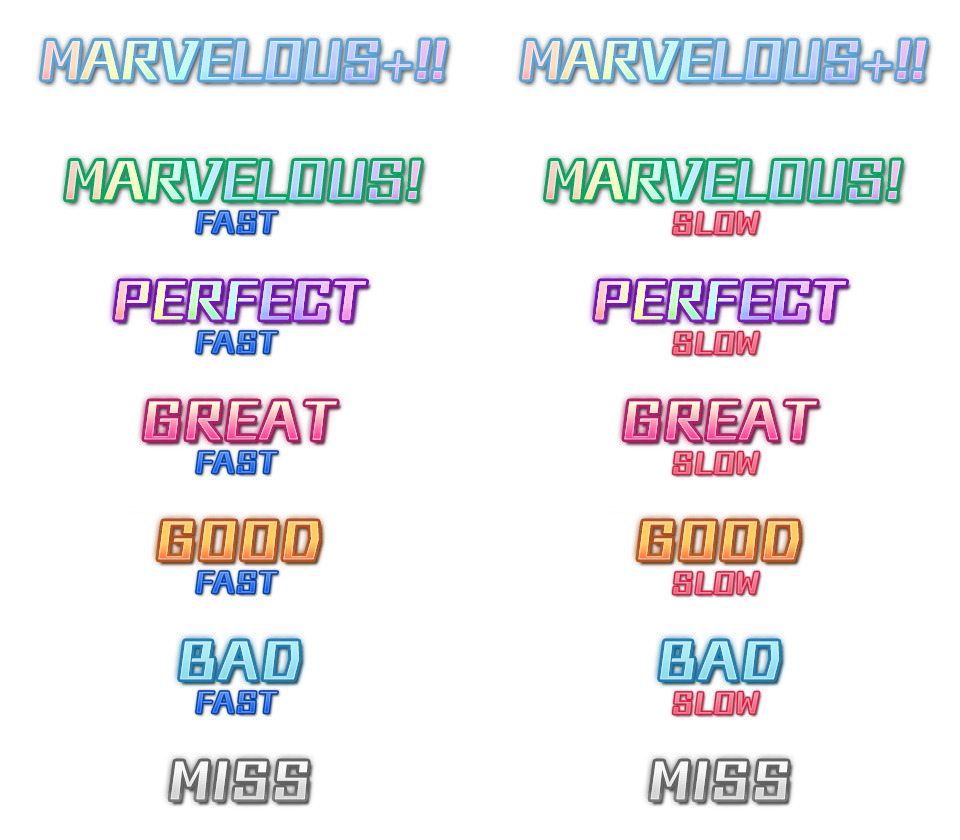 MARVELOUS+!! MARVELOUS+!!
MARVELOUS! MARVELOUS!
FAST SLOW
PERFECT PERFECT
FAST SLOW
GREAT GREAT
FAST SLOW
GOOD GOOD
FAST SLOW
BAD BAD
FAST SLOW
MISS MISS